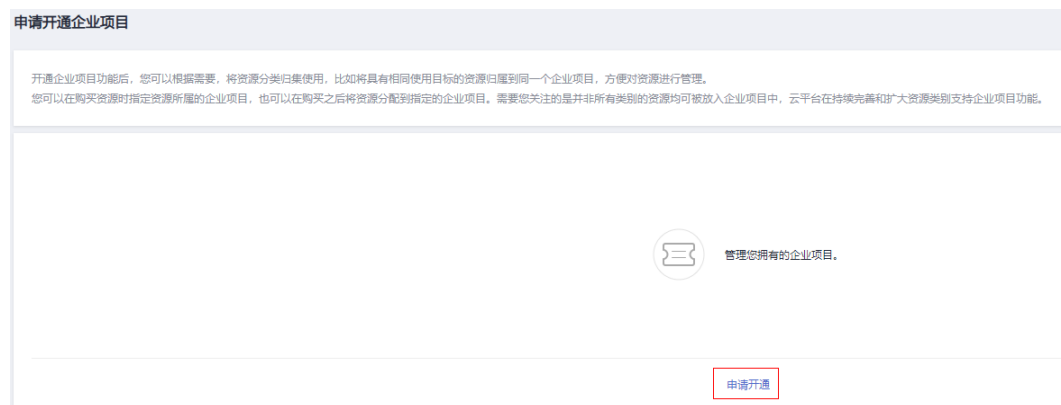 申请开通企业项目
开通企业项目功能后，您可以根据需要，将资源分类归集使用，比如将具有相同使用目标的资源归属到同一个企业项目，方便对资源进行管理。
您可以在购买资源时指定资源所属的企业项目，也可以在购买之后将资源分配到指定的企业项目。需要您关注的是并非所有类别的资源均可被放入企业项目中，云平台在持续完善和扩大资源类别支持企业项目功能。
管理您拥有的企业项目。
申请开通